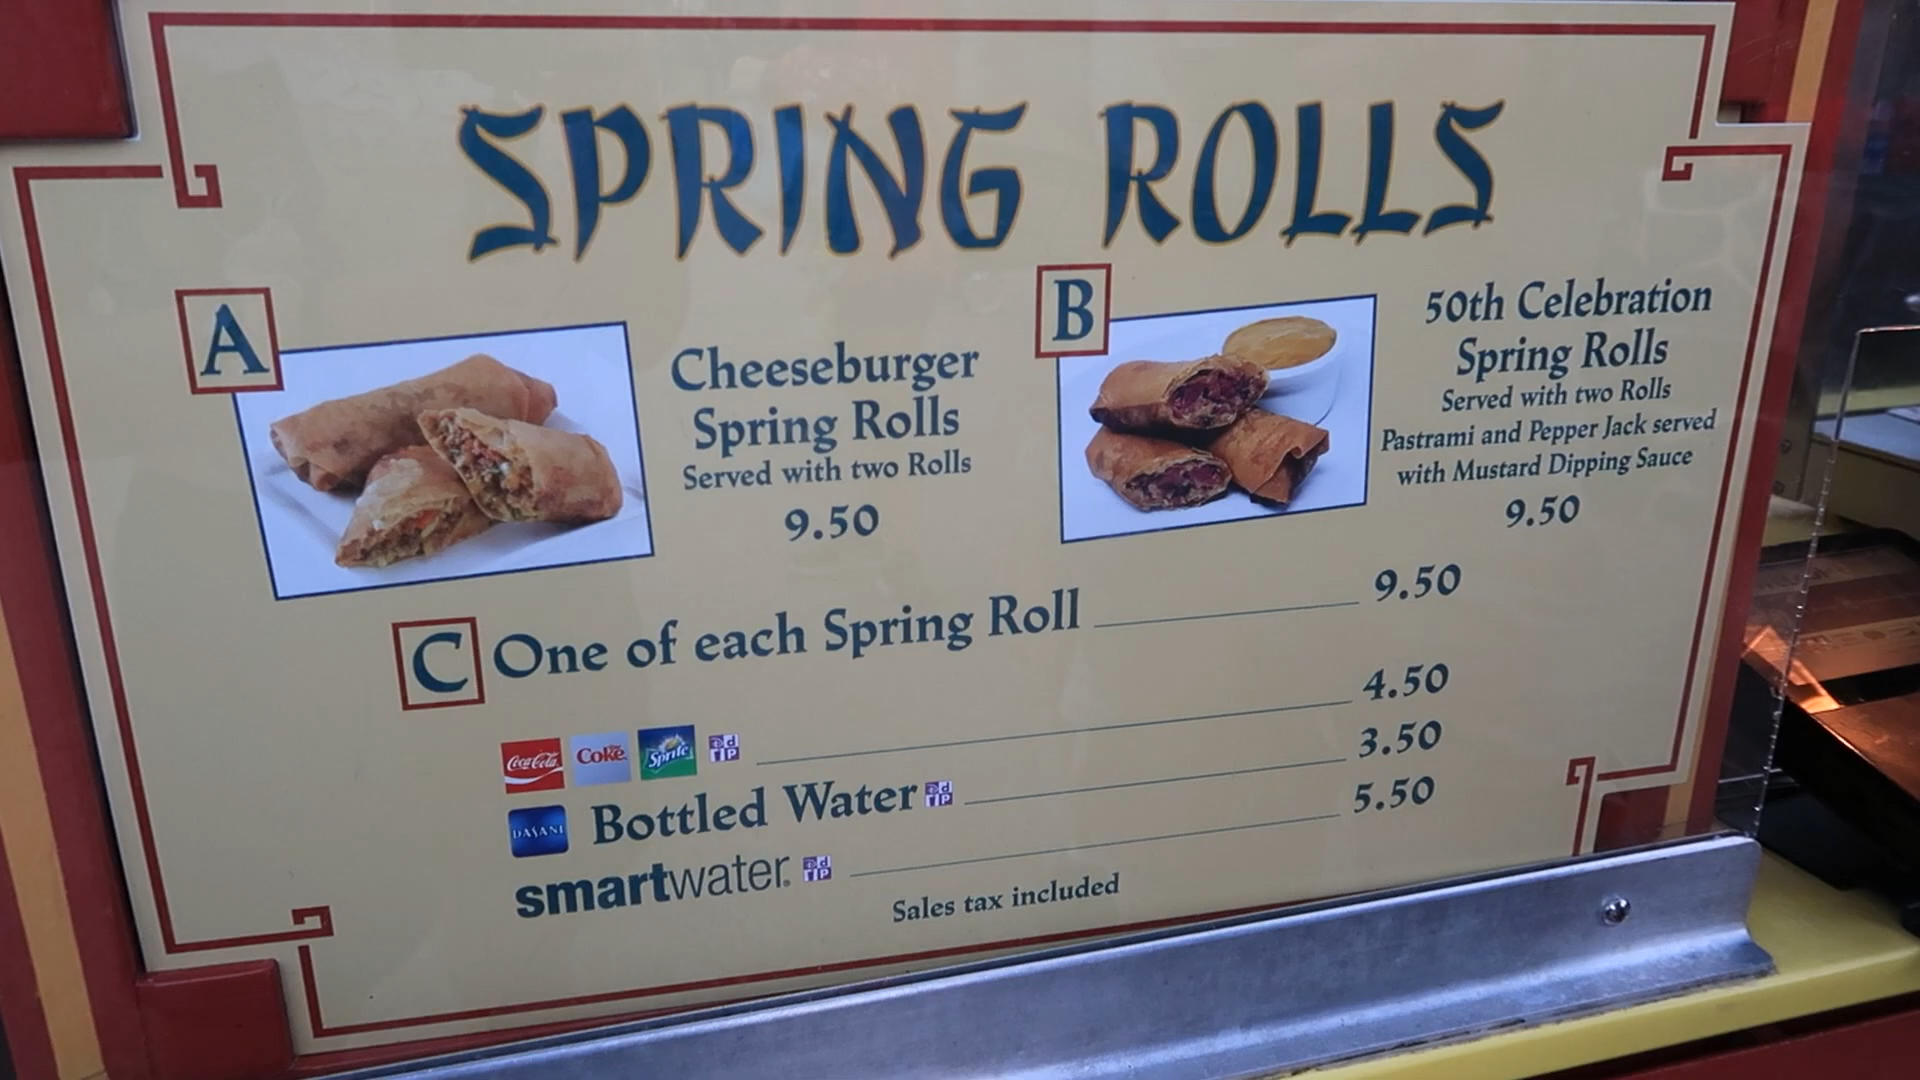 SPRING ROLLS
A
Cheeseburger
Spring Rolls
Served with two Rolls
9.50
B
50th Celebration
Spring Rolls
Served with two Rolls
Pastrami and Pepper Jack served
with Mustard Dipping Sauce
9.50
C One of each Spring Roll 9.50
Coca-Cola Coke Sprite 4.50
DASANI Bottled Water 3.50
smartwater. 5.50
Sales tax included